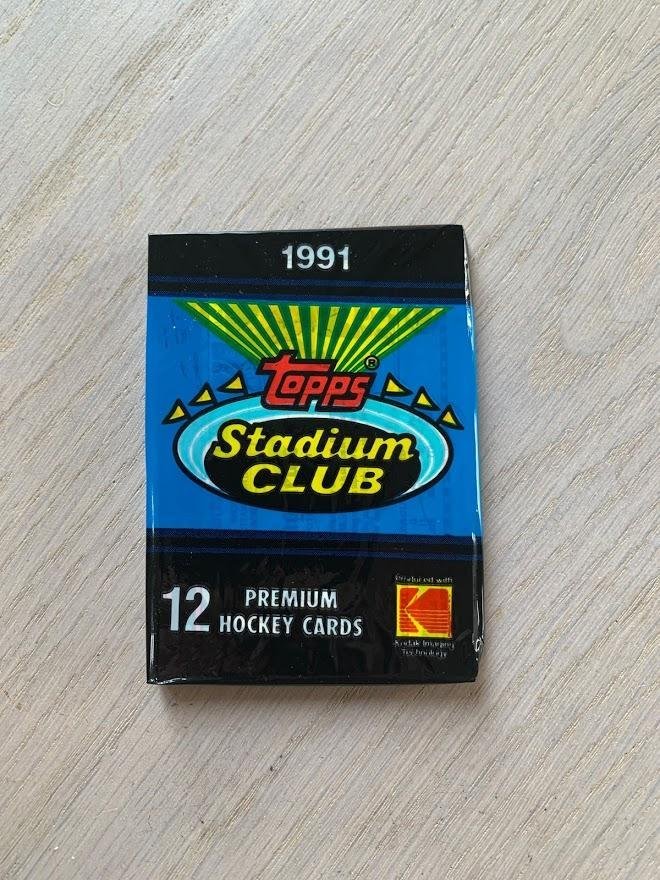 1991
Topps®
Stadium
CLUB
12 PREMIUM
HOCKEY CARDS
Produced with
Kodak Imaging
Technology